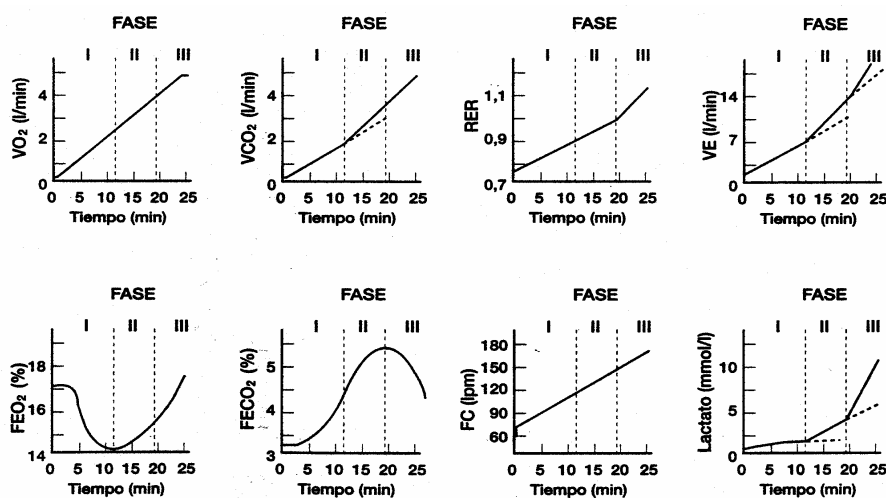 FASE
I II III
VO₂ (l/min)
4
2
0
0 5 10 15 20 25
Tiempo (min)
FASE
I II III
VCO₂ (l/min)
4
2
0
0 5 10 15 20 25
Tiempo (min)
FASE
I II III
RER
1,1
0,9
0,7
0 5 10 15 20 25
Tiempo (min)
FASE
I II III
VE (l/min)
14
7
0
0 5 10 15 20 25
Tiempo (min)
FASE
I II III
FEO₂ (%)
18
16
14
0 5 10 15 20 25
Tiempo (min)
FASE
I II III
FECO₂ (%)
5
4
3
0 5 10 15 20 25
Tiempo (min)
FASE
I II III
FC (lpm)
180
150
120
90
60
0 5 10 15 20 25
Tiempo (min)
FASE
I II III
Lactato (mmol/l)
10
5
0
0 5 10 15 20 25
Tiempo (min)